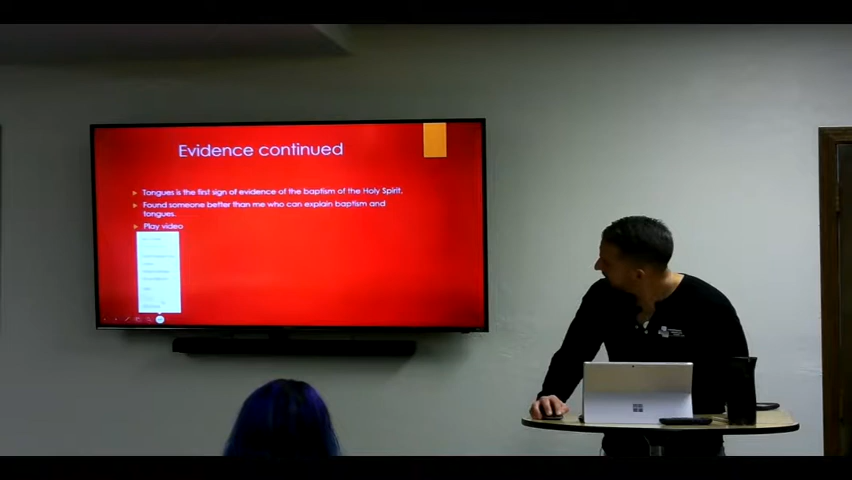 Evidence continued
Tongues is the first sign of evidence of the baptism of the Holy Spirit.
Found someone better than me who can explain baptism and
tongues.
Play video